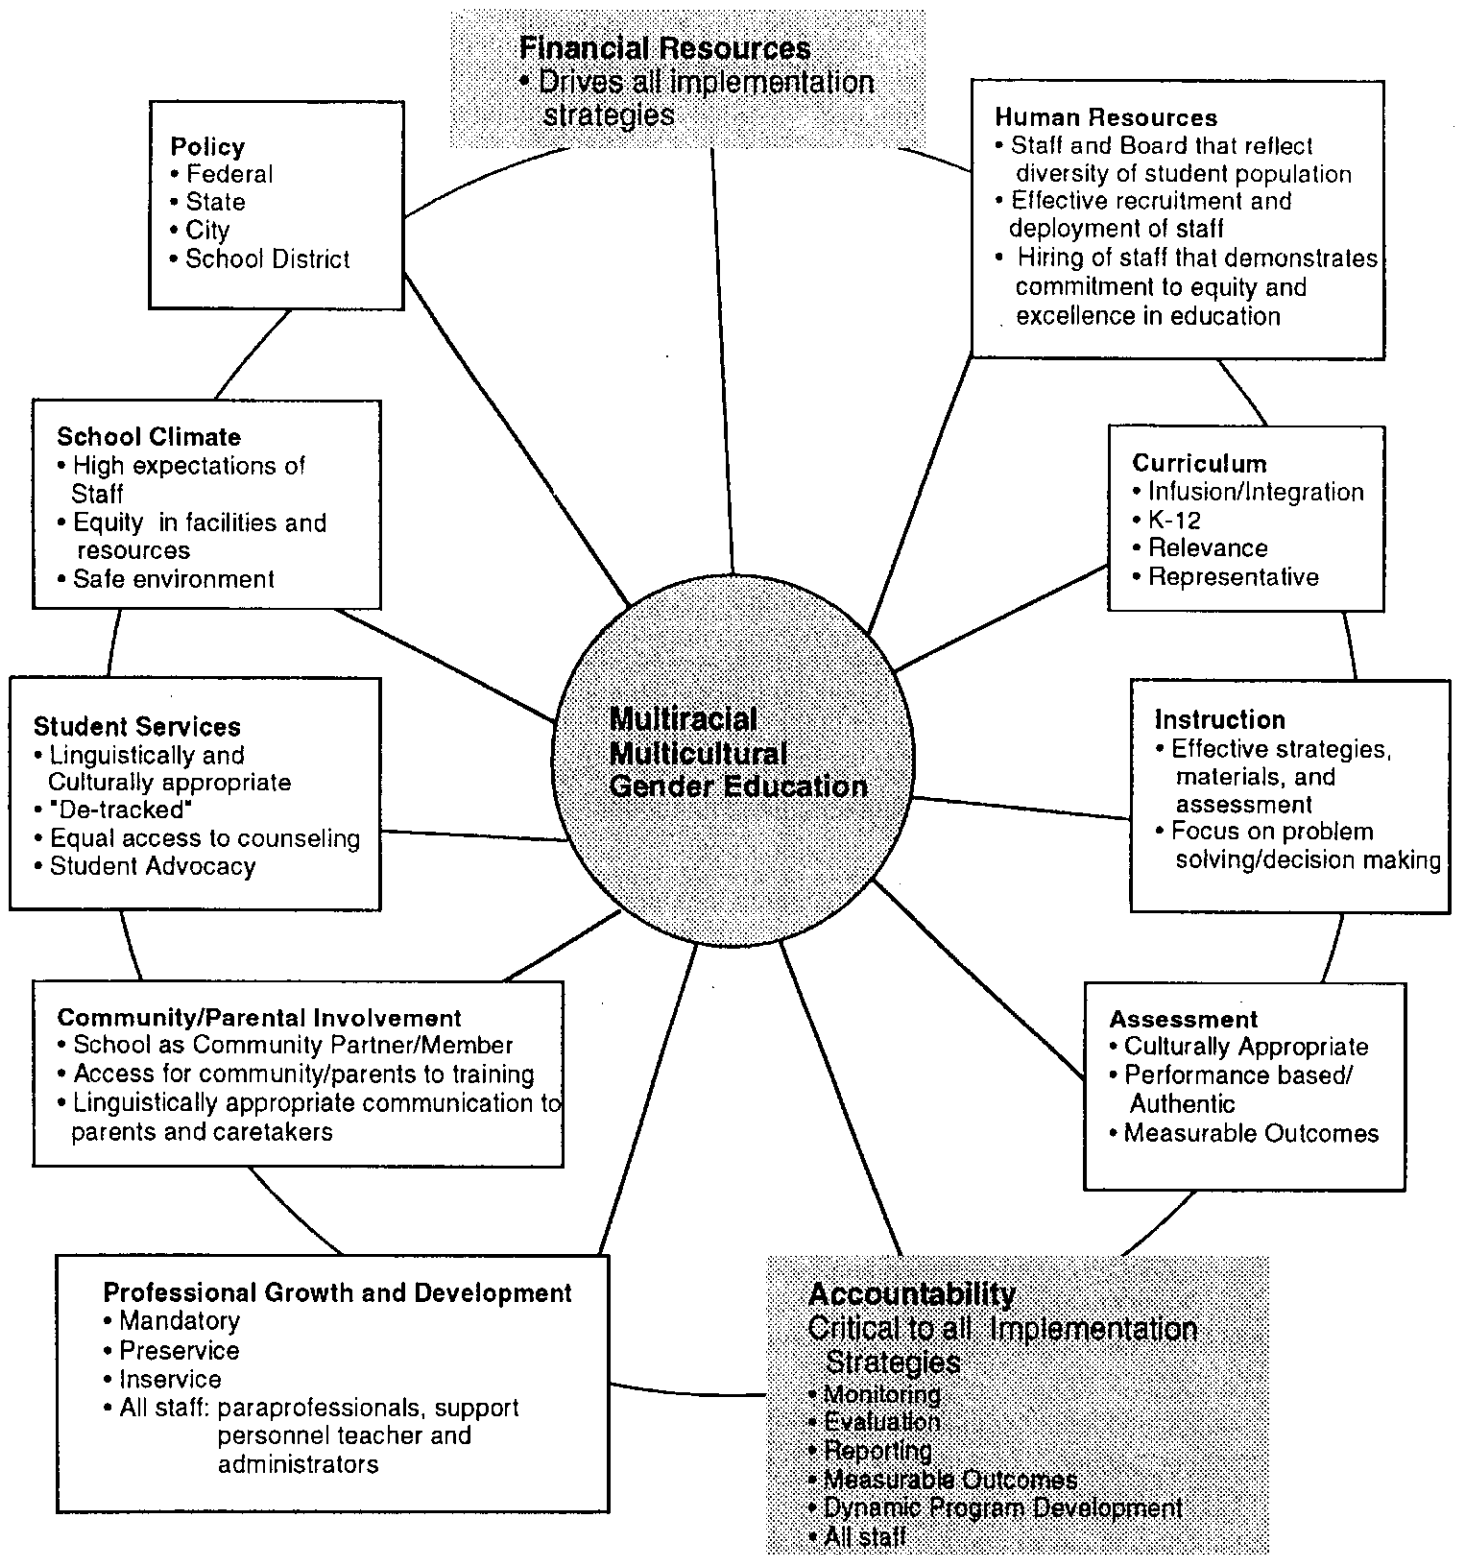 Financial Resources
• Drives all implementation
strategies
Policy
• Federal
• State
• City
• School District
Human Resources
• Staff and Board that reflect
diversity of student population
• Effective recruitment and
deployment of staff
• Hiring of staff that demonstrates
commitment to equity and
excellence in education
School Climate
• High expectations of
Staff
• Equity in facilities and
resources
• Safe environment
Curriculum
• Infusion/Integration
• K-12
• Relevance
• Representative
Student Services
• Linguistically and
Culturally appropriate
• "De-tracked"
• Equal access to counseling
• Student Advocacy
Multiracial
Multicultural
Gender Education
Instruction
• Effective strategies,
materials, and
assessment
• Focus on problem
solving/decision making
Community/Parental Involvement
• School as Community Partner/Member
• Access for community/parents to training
• Linguistically appropriate communication to
parents and caretakers
Assessment
• Culturally Appropriate
• Performance based/
Authentic
• Measurable Outcomes
Professional Growth and Development
• Mandatory
• Preservice
• Inservice
• All staff: paraprofessionals, support
personnel teacher and
administrators
Accountability
Critical to all Implementation
Strategies
• Monitoring
• Evaluation
• Reporting
• Measurable Outcomes
• Dynamic Program Development
• All staff